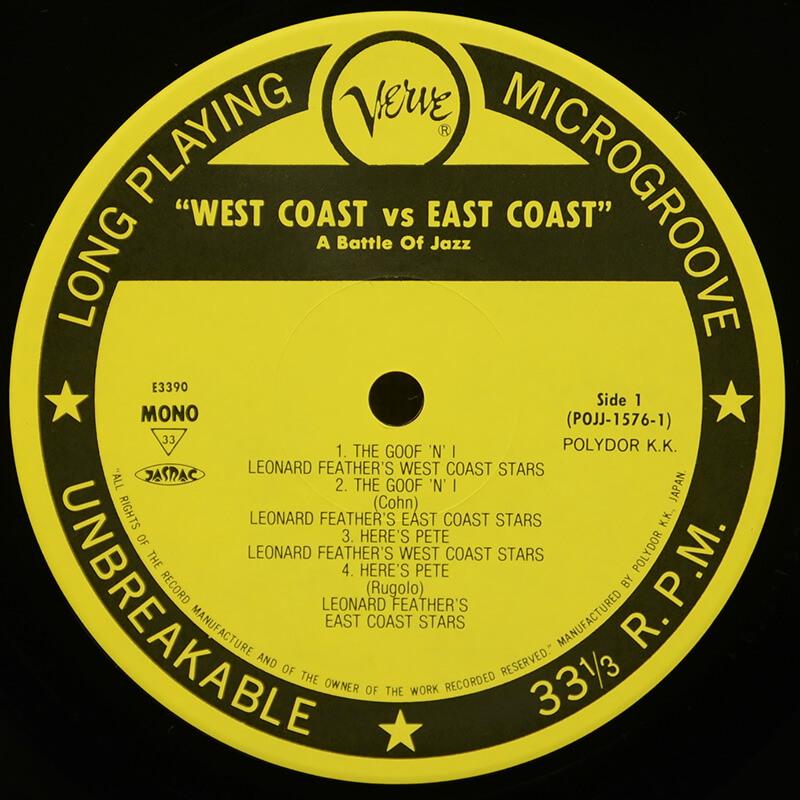 LONG PLAYING
MICROGROOVE
Verve®
“WEST COAST vs EAST COAST”
A Battle Of Jazz
E3390
MONO
33
JASRAC
Side 1
(POJJ-1576-1)
POLYDOR K.K.
1. THE GOOF 'N' I
LEONARD FEATHER'S WEST COAST STARS
2. THE GOOF 'N' I
(Cohn)
LEONARD FEATHER'S EAST COAST STARS
3. HERE'S PETE
LEONARD FEATHER'S WEST COAST STARS
4. HERE'S PETE
(Rugolo)
LEONARD FEATHER'S
EAST COAST STARS
"ALL RIGHTS OF THE RECORD MANUFACTURE AND OF THE OWNER OF THE WORK RECORDED RESERVED." MANUFACTURED BY POLYDOR K.K., JAPAN.
UNBREAKABLE
33 1/3 R.P.M.